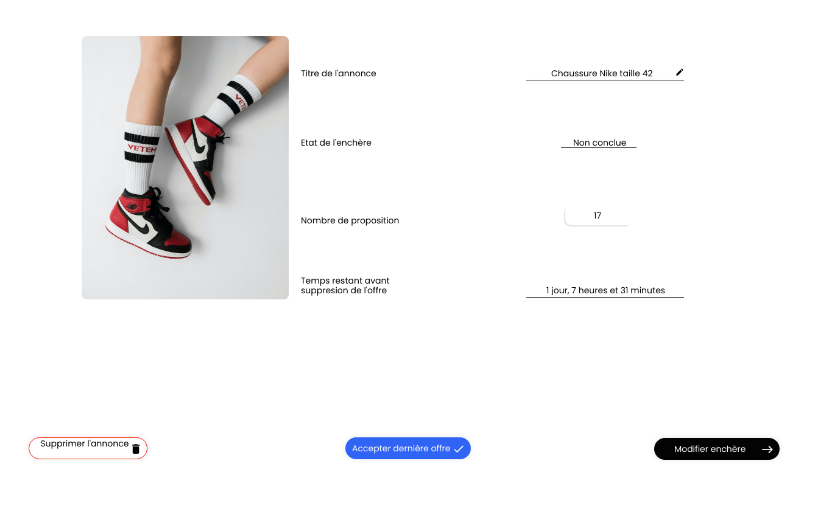 Titre de l'annonce
Chaussure Nike taille 42
Etat de l'enchère
Non conclue
Nombre de proposition
17
Temps restant avant
suppresion de l'offre
1 jour, 7 heures et 31 minutes
VETEM
VETE
Supprimer l'annonce
Accepter dernière offre
Modifier enchère